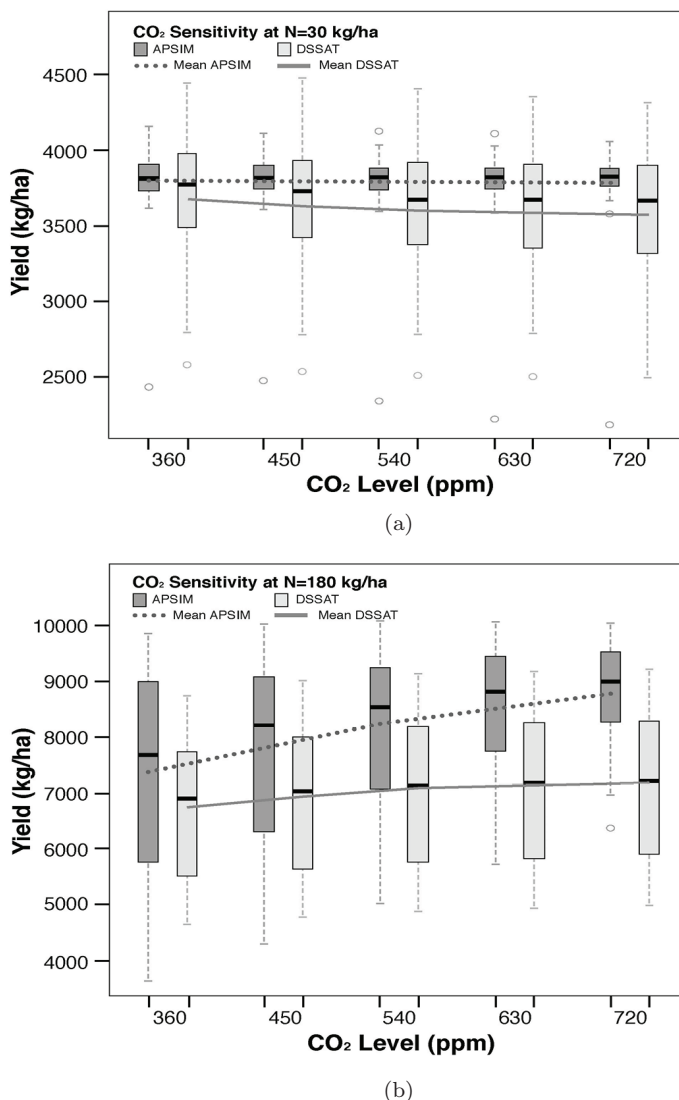 CO₂ Sensitivity at N=30 kg/ha
APSIM DSSAT
Mean APSIM Mean DSSAT
4500
4000
3500
3000
2500
Yield (kg/ha)
360 450 540 630 720
CO₂ Level (ppm)
(a)
CO₂ Sensitivity at N=180 kg/ha
APSIM DSSAT
Mean APSIM Mean DSSAT
10000
9000
8000
7000
6000
5000
4000
Yield (kg/ha)
360 450 540 630 720
CO₂ Level (ppm)
(b)